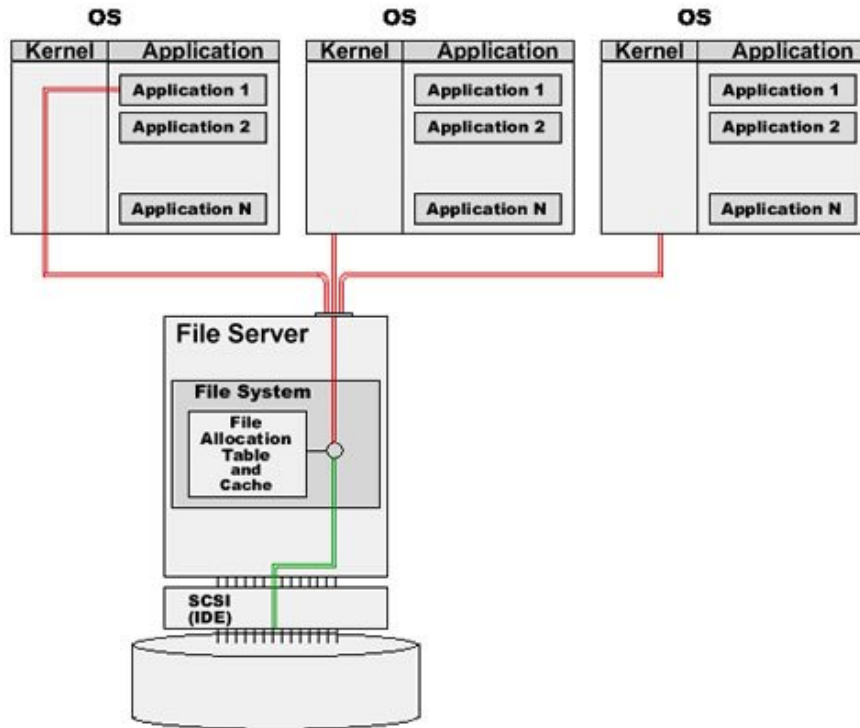 OS OS OS
Kernel Application Kernel Application Kernel Application
Application 1 Application 1 Application 1
Application 2 Application 2 Application 2
Application N Application N Application N
File Server
File System
File
Allocation
Table
and
Cache
SCSI
(IDE)